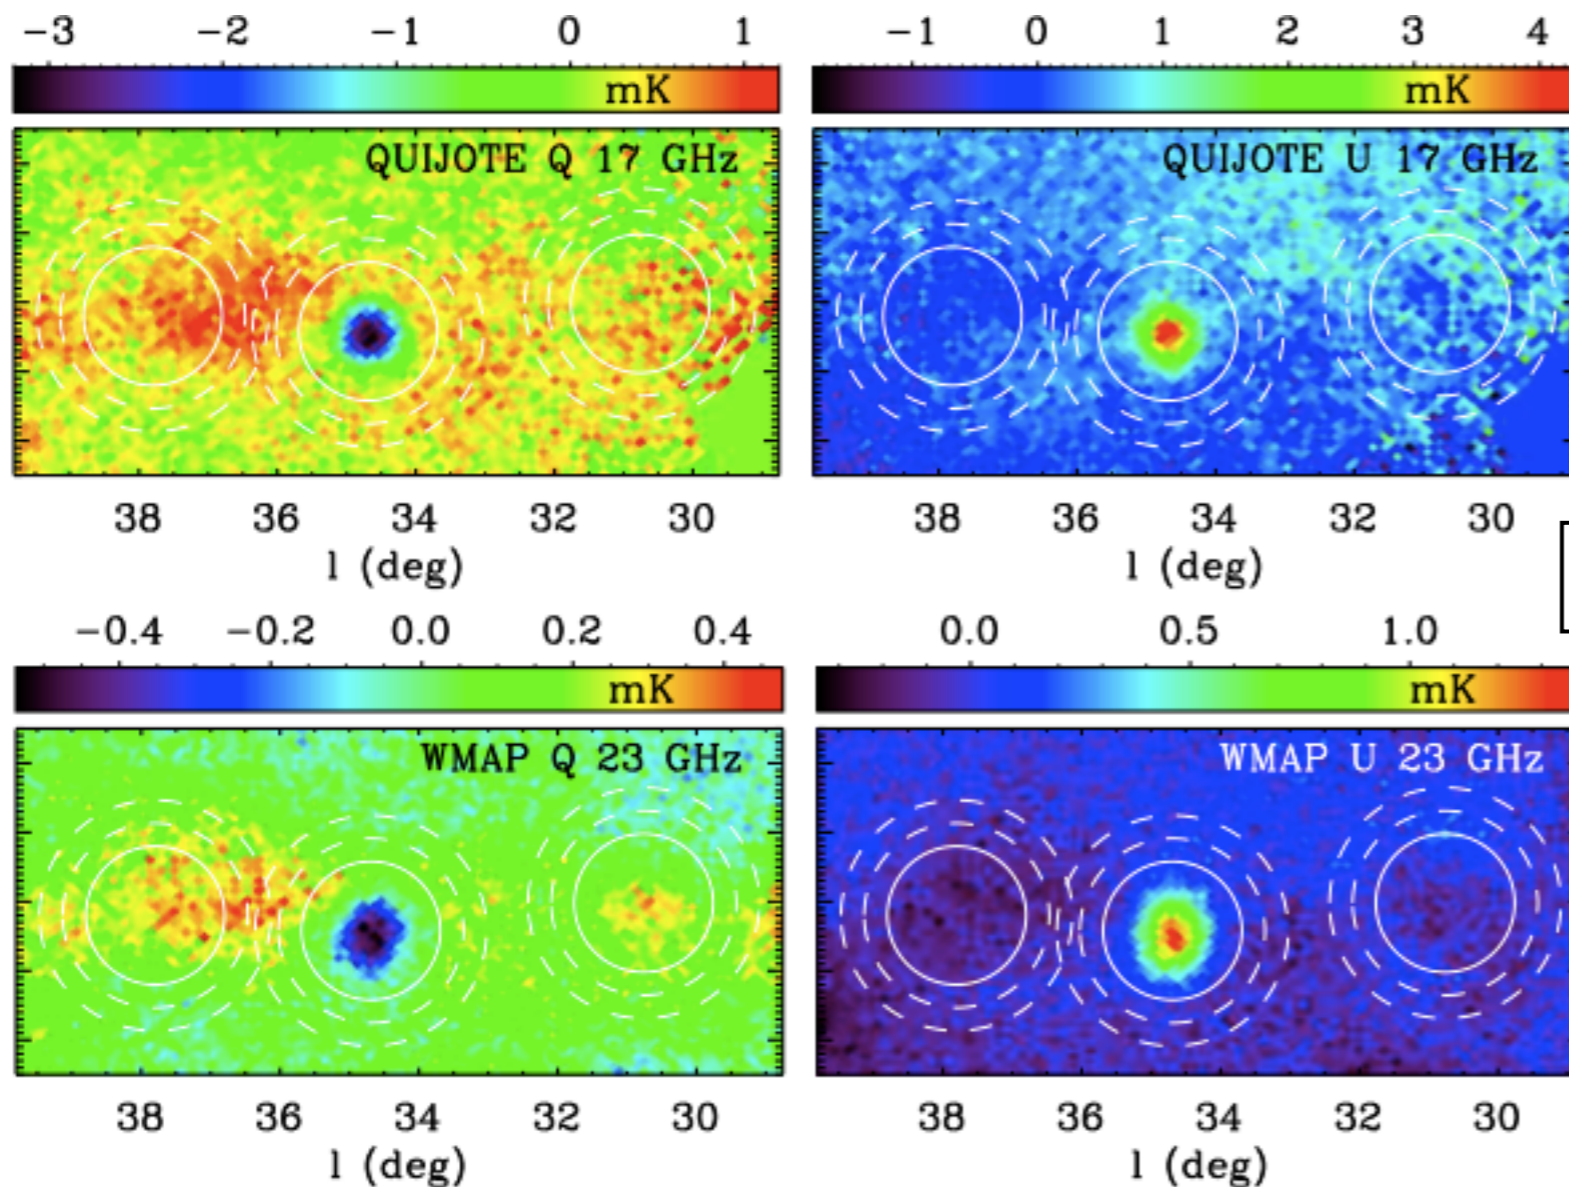 −3 −2 −1 0 1
−1 0 1 2 3 4
mK
mK
QUIJOTE Q 17 GHz
QUIJOTE U 17 GHz
38 36 34 32 30
38 36 34 32 30
l (deg)
l (deg)
−0.4 −0.2 0.0 0.2 0.4
0.0 0.5 1.0
mK
mK
WMAP Q 23 GHz
WMAP U 23 GHz
38 36 34 32 30
38 36 34 32 30
l (deg)
l (deg)